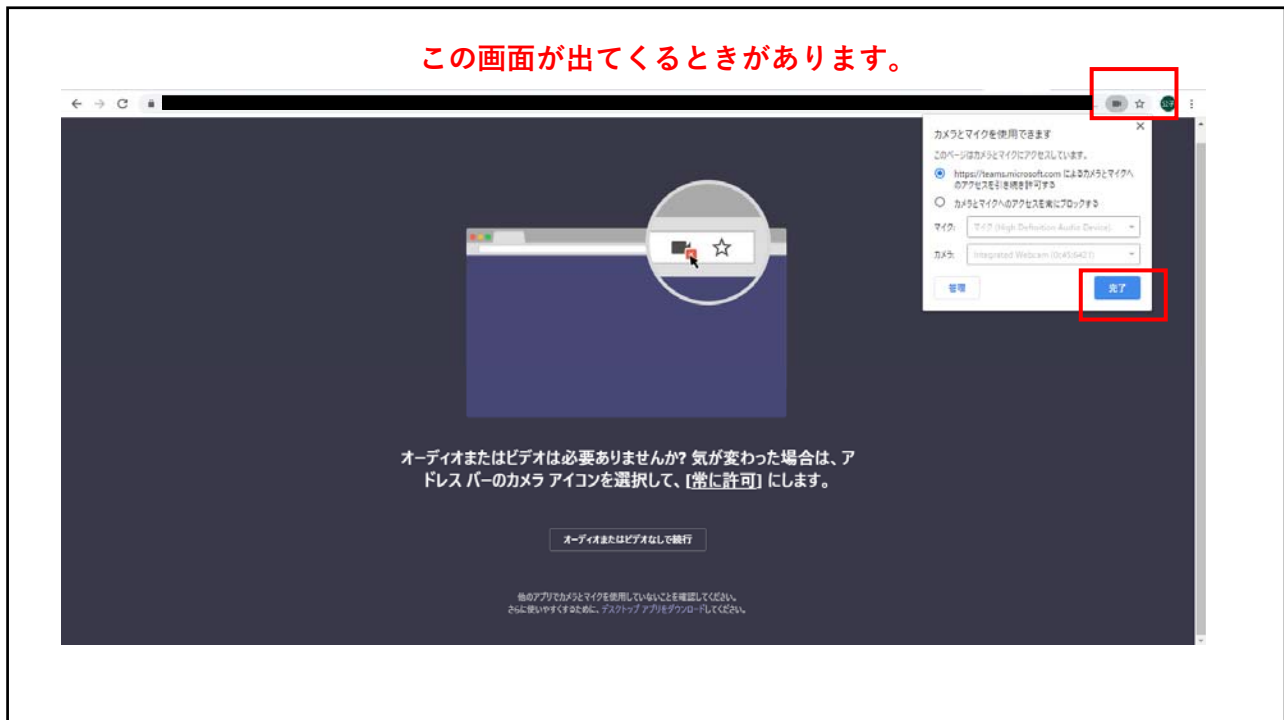 この画面が出てくるときがあります。
公子
カメラとマイクを使用できます
このページはカメラとマイクにアクセスしています。
https://teams.microsoft.com によるカメラとマイクへ
のアクセスを引き続き許可する
カメラとマイクへのアクセスを常にブロックする
マイク: マイク (High Definition Audio Device)
カメラ: Integrated Webcam (0c45:6421)
管理 完了
オーディオまたはビデオは必要ありませんか? 気が変わった場合は、ア
ドレス バーのカメラ アイコンを選択して、[常に許可] にします。
オーディオまたはビデオなしで続行
他のアプリでカメラとマイクを使用していないことを確認してください。
さらに使いやすくするために、デスクトップ アプリをダウンロードしてください。